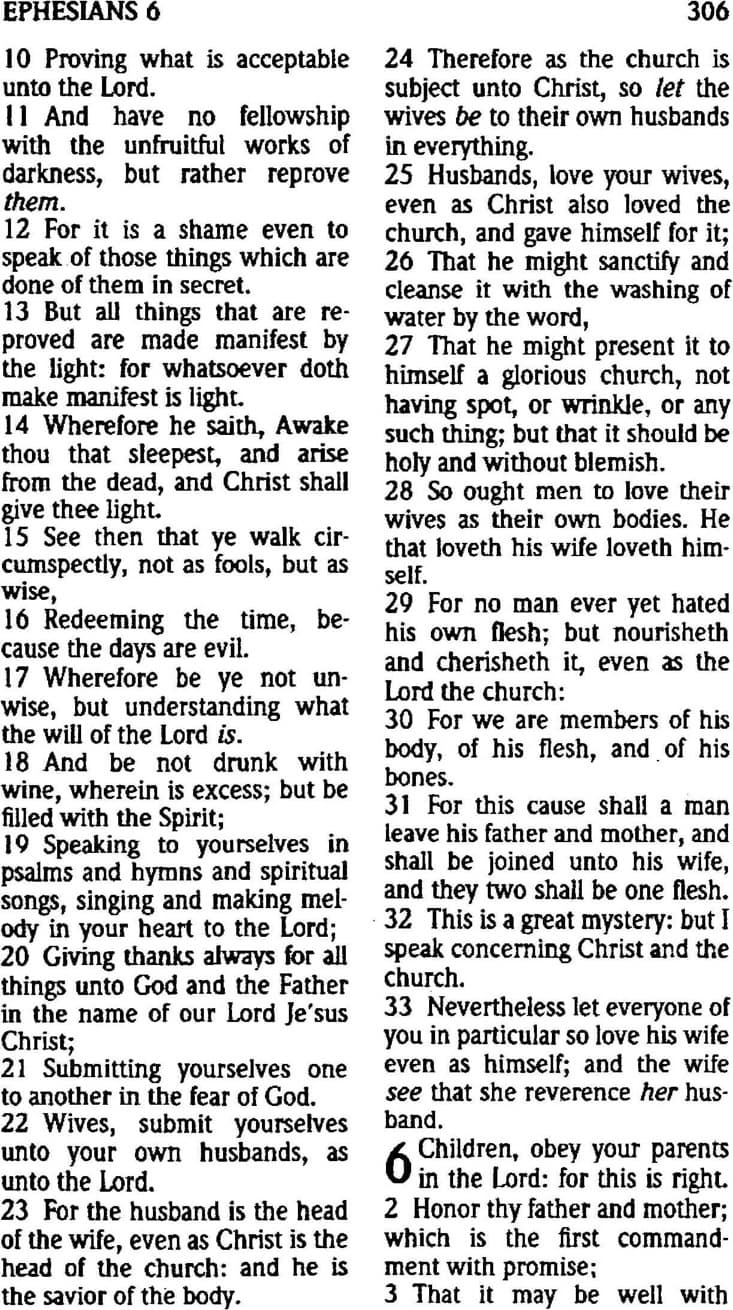 EPHESIANS 6
306
10 Proving what is acceptable
unto the Lord.
11 And have no fellowship
with the unfruitful works of
darkness, but rather reprove
them.
12 For it is a shame even to
speak of those things which are
done of them in secret.
13 But all things that are re-
proved are made manifest by
the light: for whatsoever doth
make manifest is light.
14 Wherefore he saith, Awake
thou that sleepest, and arise
from the dead, and Christ shall
give thee light.
15 See then that ye walk cir-
cumspectly, not as fools, but as
wise,
16 Redeeming the time, be-
cause the days are evil.
17 Wherefore be ye not un-
wise, but understanding what
the will of the Lord is.
18 And be not drunk with
wine, wherein is excess; but be
filled with the Spirit;
19 Speaking to yourselves in
psalms and hymns and spiritual
songs, singing and making mel-
ody in your heart to the Lord;
20 Giving thanks always for all
things unto God and the Father
in the name of our Lord Je'sus
Christ;
21 Submitting yourselves one
to another in the fear of God.
22 Wives, submit yourselves
unto your own husbands, as
unto the Lord.
23 For the husband is the head
of the wife, even as Christ is the
head of the church: and he is
the savior of the body.
24 Therefore as the church is
subject unto Christ, so let the
wives be to their own husbands
in everything.
25 Husbands, love your wives,
even as Christ also loved the
church, and gave himself for it;
26 That he might sanctify and
cleanse it with the washing of
water by the word,
27 That he might present it to
himself a glorious church, not
having spot, or wrinkle, or any
such thing; but that it should be
holy and without blemish.
28 So ought men to love their
wives as their own bodies. He
that loveth his wife loveth him-
self.
29 For no man ever yet hated
his own flesh; but nourisheth
and cherisheth it, even as the
Lord the church:
30 For we are members of his
body, of his flesh, and of his
bones.
31 For this cause shall a man
leave his father and mother, and
shall be joined unto his wife,
and they two shall be one flesh.
32 This is a great mystery: but I
speak concerning Christ and the
church.
33 Nevertheless let everyone of
you in particular so love his wife
even as himself; and the wife
see that she reverence her hus-
band.
6 Children, obey your parents
in the Lord: for this is right.
2 Honor thy father and mother;
which is the first command-
ment with promise;
3 That it may be well with